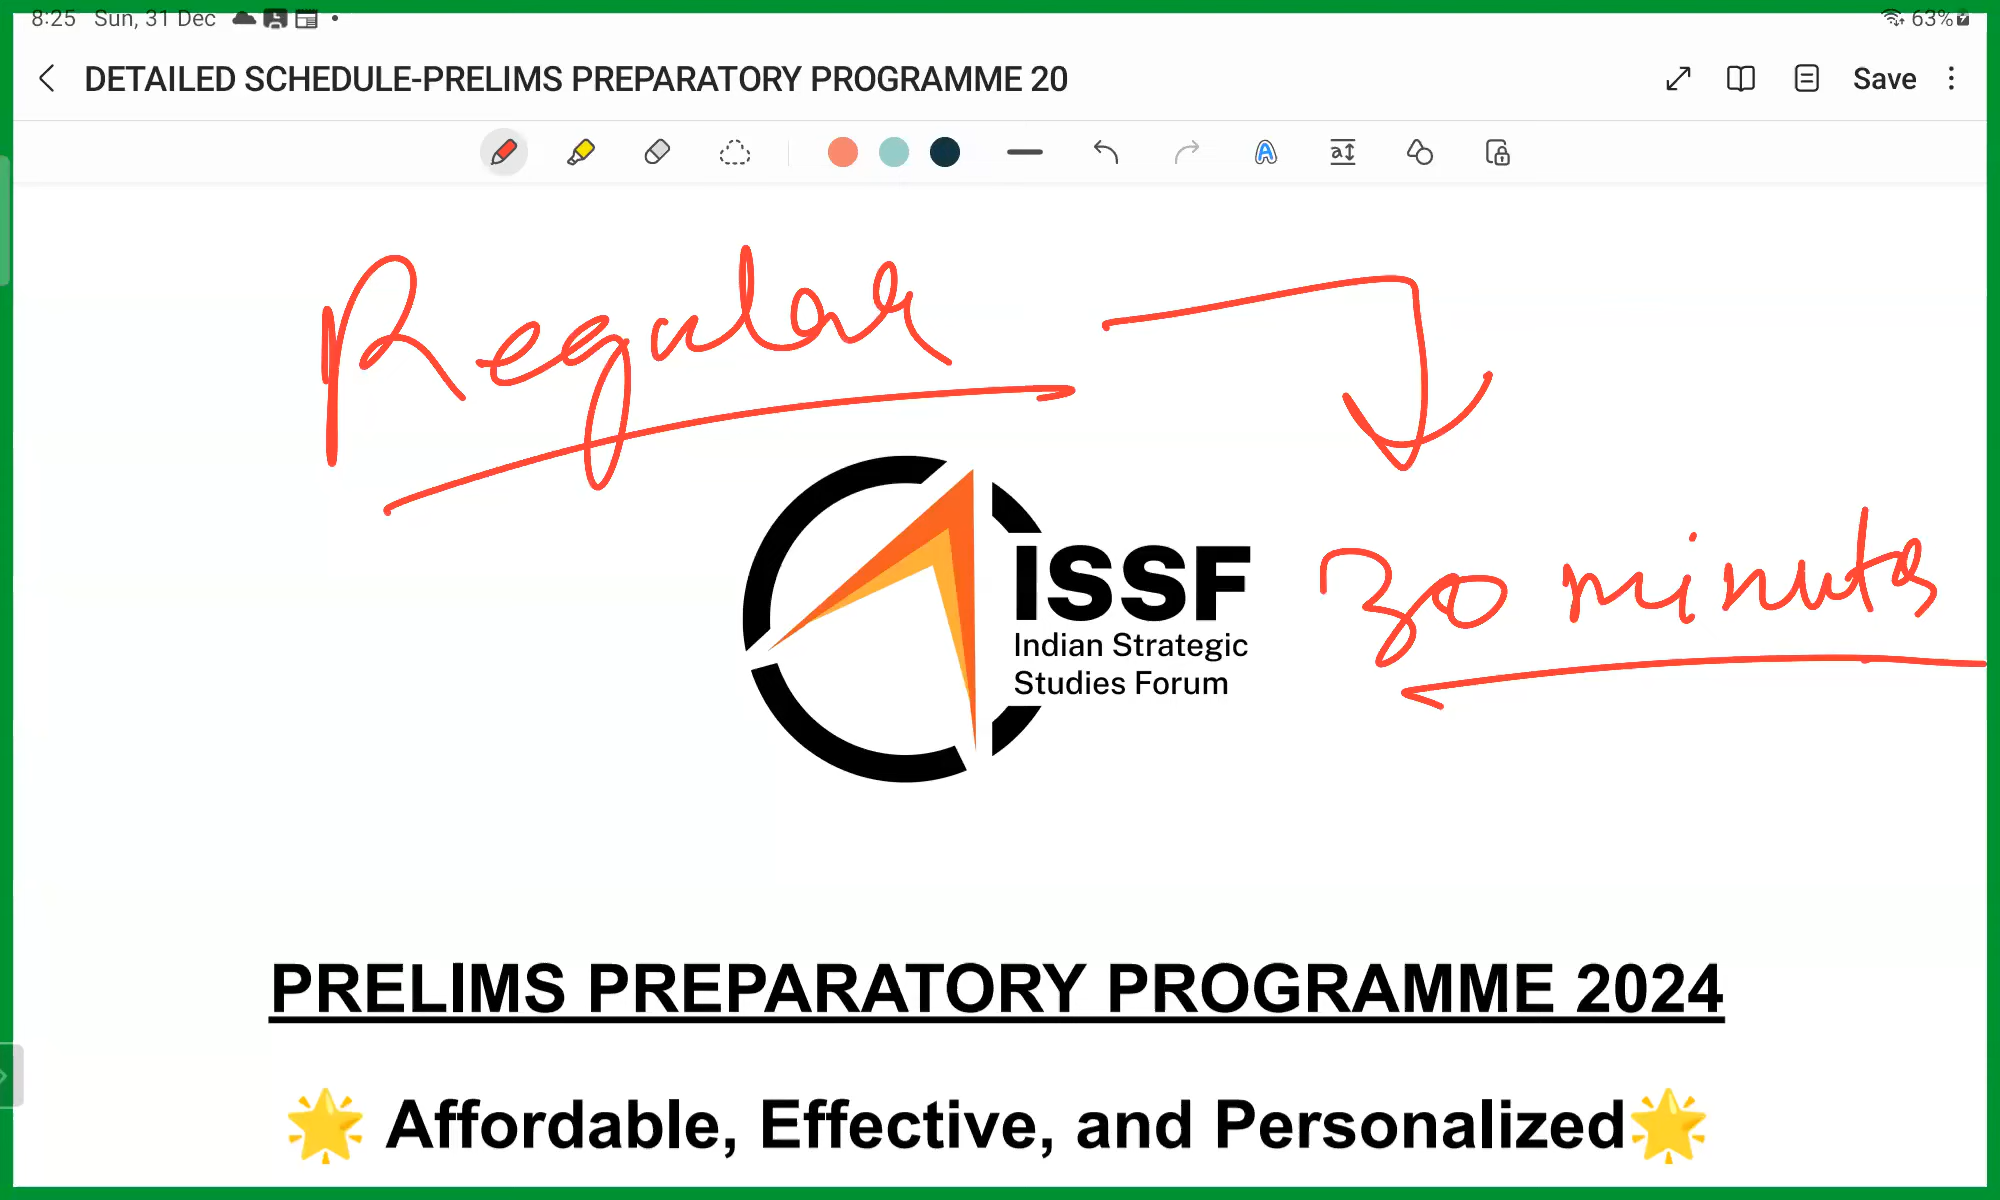 8:25 Sun, 31 Dec 63%
DETAILED SCHEDULE-PRELIMS PREPARATORY PROGRAMME 20 Save
Regular
30 minutes
ISSF
Indian Strategic
Studies Forum
PRELIMS PREPARATORY PROGRAMME 2024
🌟 Affordable, Effective, and Personalized🌟